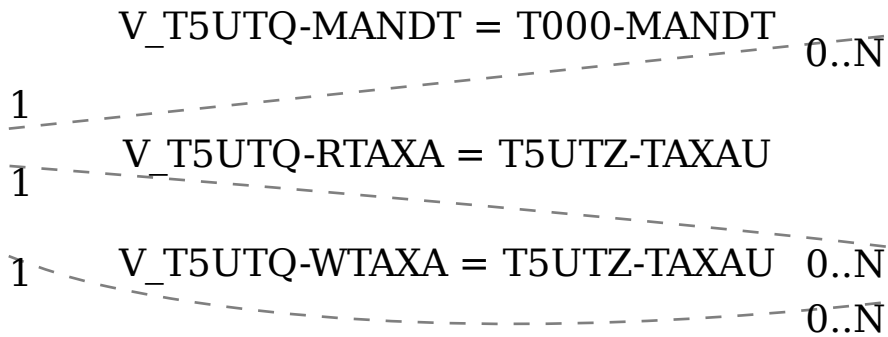 V_T5UTQ-MANDT = T000-MANDT
0..N
1
V_T5UTQ-RTAXA = T5UTZ-TAXAU
1
V_T5UTQ-WTAXA = T5UTZ-TAXAU
0..N
1
0..N